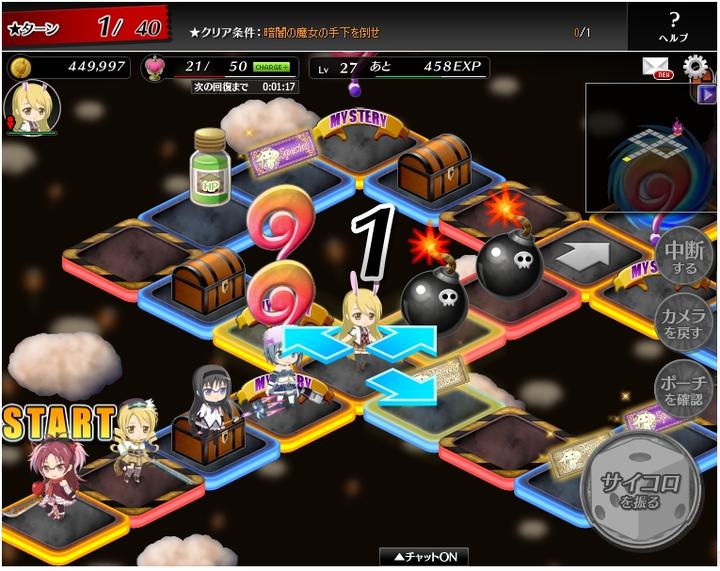 ★ターン 1/ 40
★クリア条件：暗闇の魔女の手下を倒せ 0/1
?
ヘルプ
449,997
21/ 50 CHARGE+
Lv 27 あと 458EXP
NEW
次の回復まで 0:01:17
MYSTERY
Special
HP
1
MYS
中断
する
カメラ
を戻す
MYSTERY
ポーチ
を確認
START
サイコロ
を振る
▲チャットON